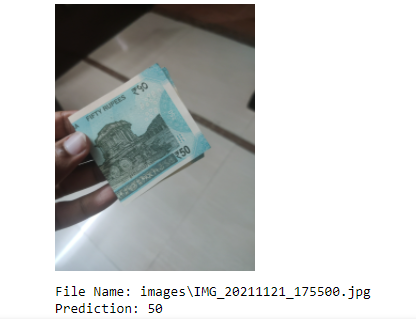 ₹50
FIFTY RUPEES
₹50
File Name: images\IMG_20211121_175500.jpg
Prediction: 50